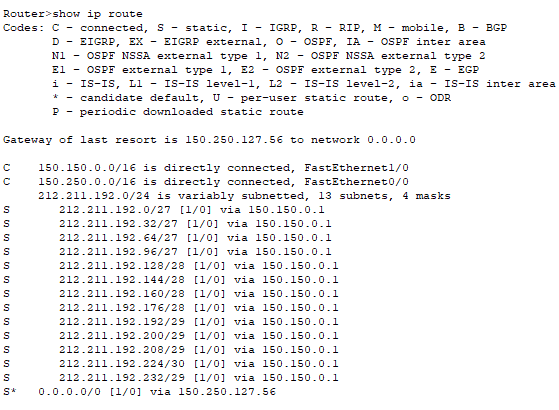 Router>show ip route
Codes: C - connected, S - static, I - IGRP, R - RIP, M - mobile, B - BGP
       D - EIGRP, EX - EIGRP external, O - OSPF, IA - OSPF inter area
       N1 - OSPF NSSA external type 1, N2 - OSPF NSSA external type 2
       E1 - OSPF external type 1, E2 - OSPF external type 2, E - EGP
       i - IS-IS, L1 - IS-IS level-1, L2 - IS-IS level-2, ia - IS-IS inter area
       * - candidate default, U - per-user static route, o - ODR
       P - periodic downloaded static route

Gateway of last resort is 150.250.127.56 to network 0.0.0.0

C    150.150.0.0/16 is directly connected, FastEthernet1/0
C    150.250.0.0/16 is directly connected, FastEthernet0/0
     212.211.192.0/24 is variably subnetted, 13 subnets, 4 masks
S       212.211.192.0/27 [1/0] via 150.150.0.1
S       212.211.192.32/27 [1/0] via 150.150.0.1
S       212.211.192.64/27 [1/0] via 150.150.0.1
S       212.211.192.96/27 [1/0] via 150.150.0.1
S       212.211.192.128/28 [1/0] via 150.150.0.1
S       212.211.192.144/28 [1/0] via 150.150.0.1
S       212.211.192.160/28 [1/0] via 150.150.0.1
S       212.211.192.176/28 [1/0] via 150.150.0.1
S       212.211.192.192/29 [1/0] via 150.150.0.1
S       212.211.192.200/29 [1/0] via 150.150.0.1
S       212.211.192.208/29 [1/0] via 150.150.0.1
S       212.211.192.224/30 [1/0] via 150.150.0.1
S       212.211.192.232/29 [1/0] via 150.150.0.1
S*   0.0.0.0/0 [1/0] via 150.250.127.56